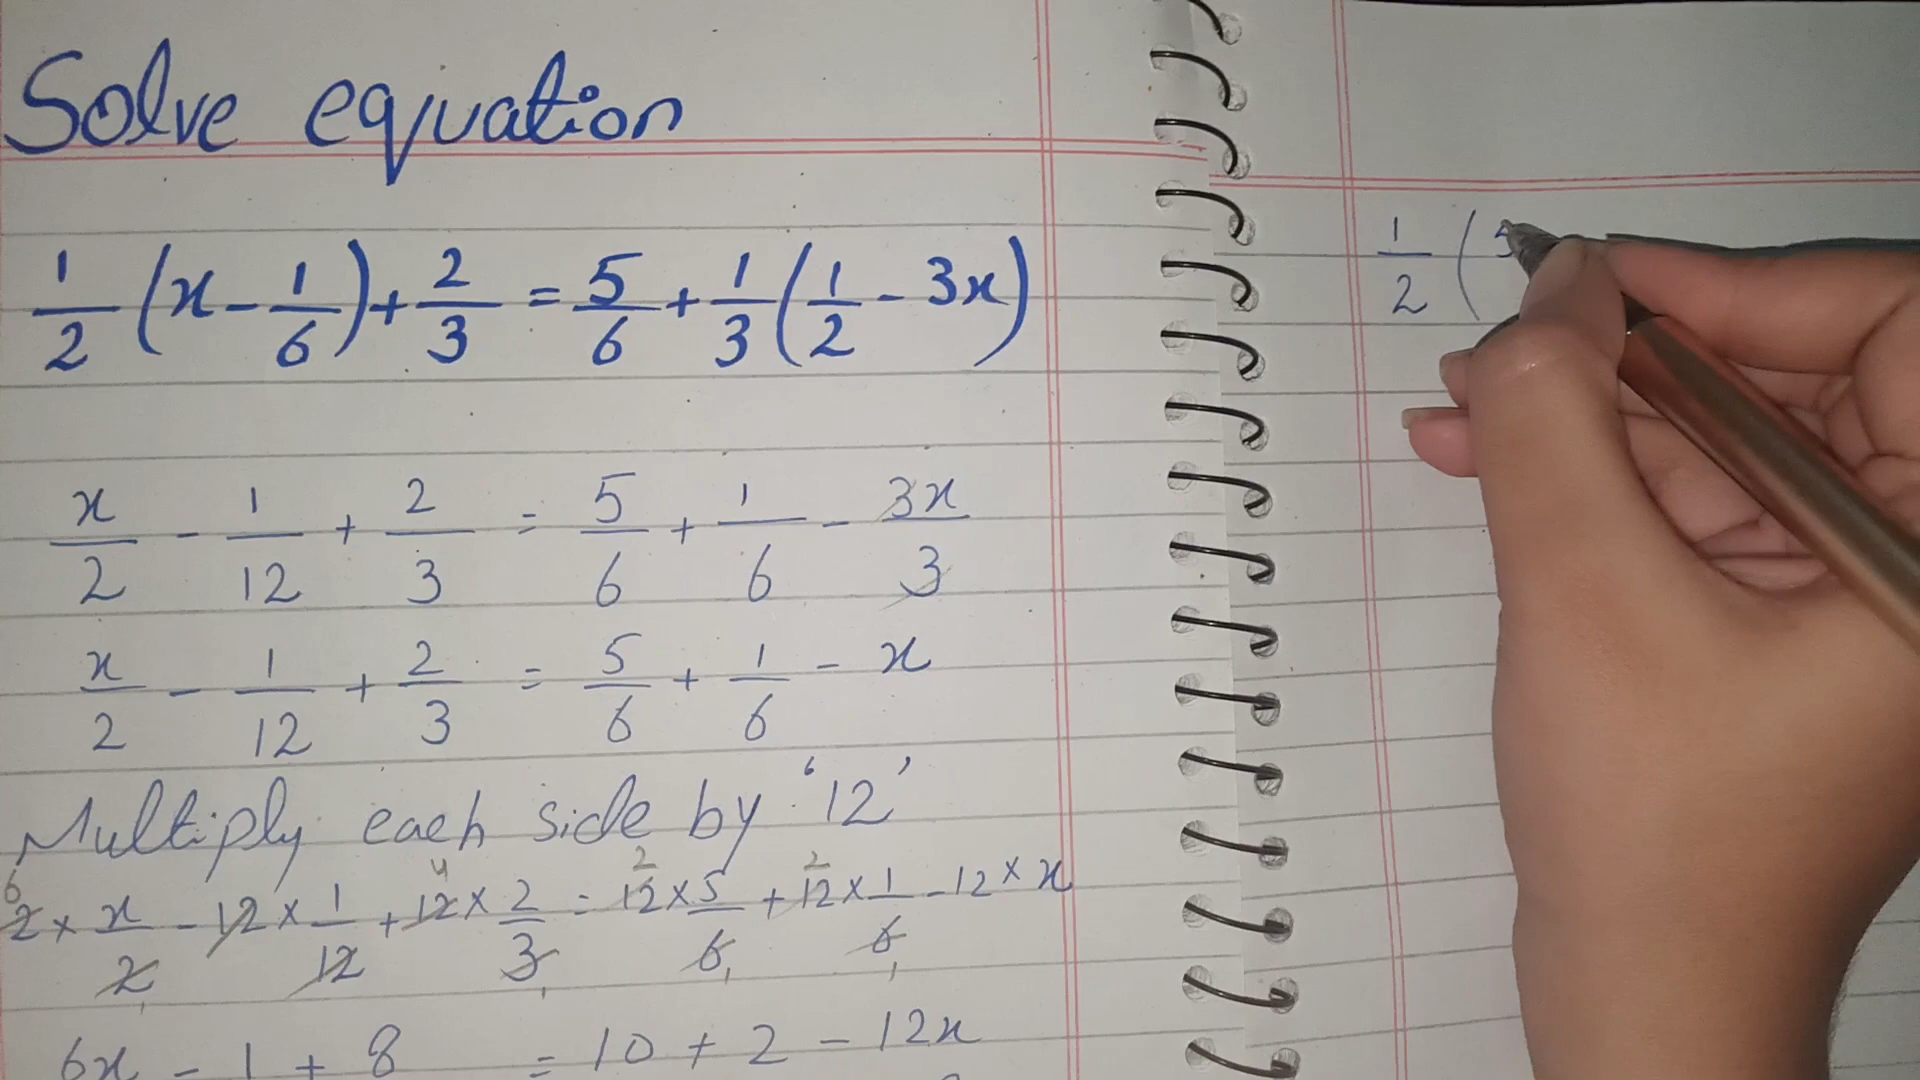 Solve equation
1/2 (x - 1/6) + 2/3 = 5/6 + 1/3 (1/2 - 3x)
x/2 - 1/12 + 2/3 = 5/6 + 1/6 - 3x/3
x/2 - 1/12 + 2/3 = 5/6 + 1/6 - x
Multiply each side by '12'
6 4 2 2
2 × x/2 - 12 × 1/12 + 12 × 2/3 = 12 × 5/6 + 12 × 1/6 - 12 × x
6x - 1 + 8 = 10 + 2 - 12x
1/2 (5